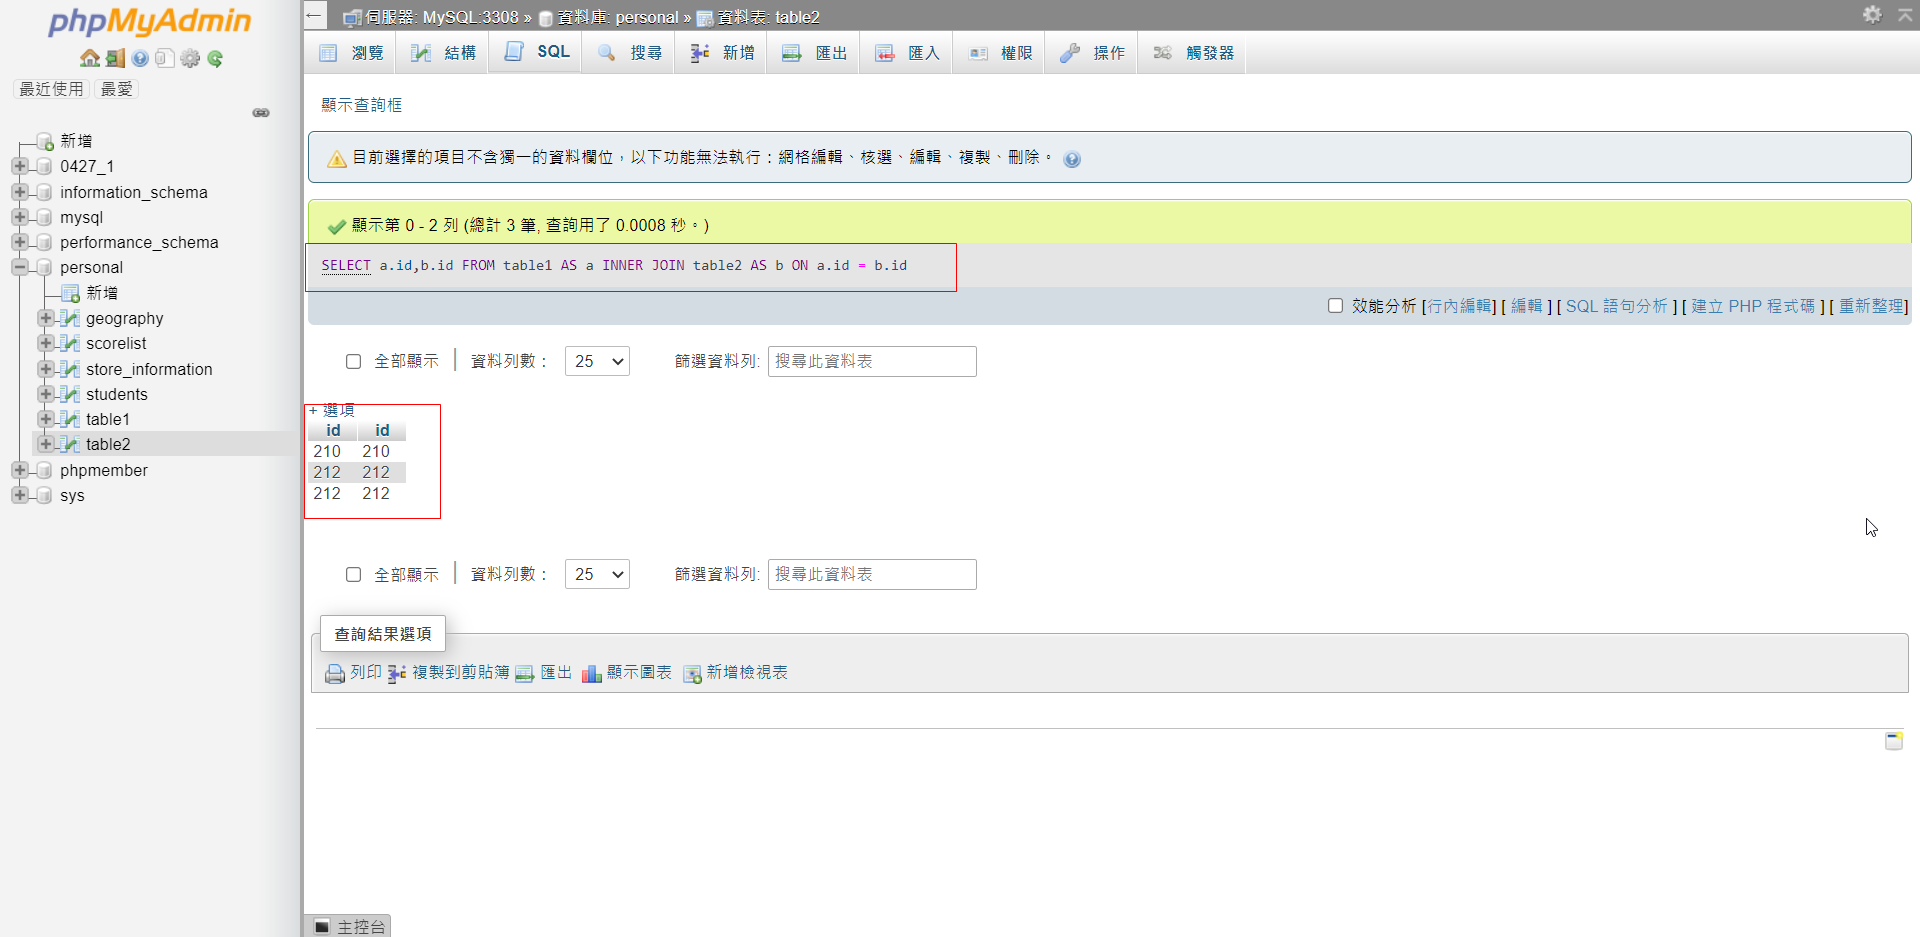 phpMyAdmin
最近使用 最愛
新增
0427_1
information_schema
mysql
performance_schema
personal
新增
geography
scorelist
store_information
students
table1
table2
phpmember
sys
← 伺服器: MySQL:3308 » 資料庫: personal » 資料表: table2
瀏覽 結構 SQL 搜尋 新增 匯出 匯入 權限 操作 觸發器
顯示查詢框
目前選擇的項目不含獨一的資料欄位，以下功能無法執行：網格編輯、核選、編輯、複製、刪除。
顯示第 0 - 2 列 (總計 3 筆, 查詢用了 0.0008 秒。)
SELECT a.id,b.id FROM table1 AS a INNER JOIN table2 AS b ON a.id = b.id
效能分析 [行內編輯] [ 編輯 ] [ SQL 語句分析 ] [ 建立 PHP 程式碼 ] [ 重新整理]
全部顯示 資料列數： 25 篩選資料列: 搜尋此資料表
+ 選項
id id
210 210
212 212
212 212
全部顯示 資料列數： 25 篩選資料列: 搜尋此資料表
查詢結果選項
列印 複製到剪貼簿 匯出 顯示圖表 新增檢視表
主控台